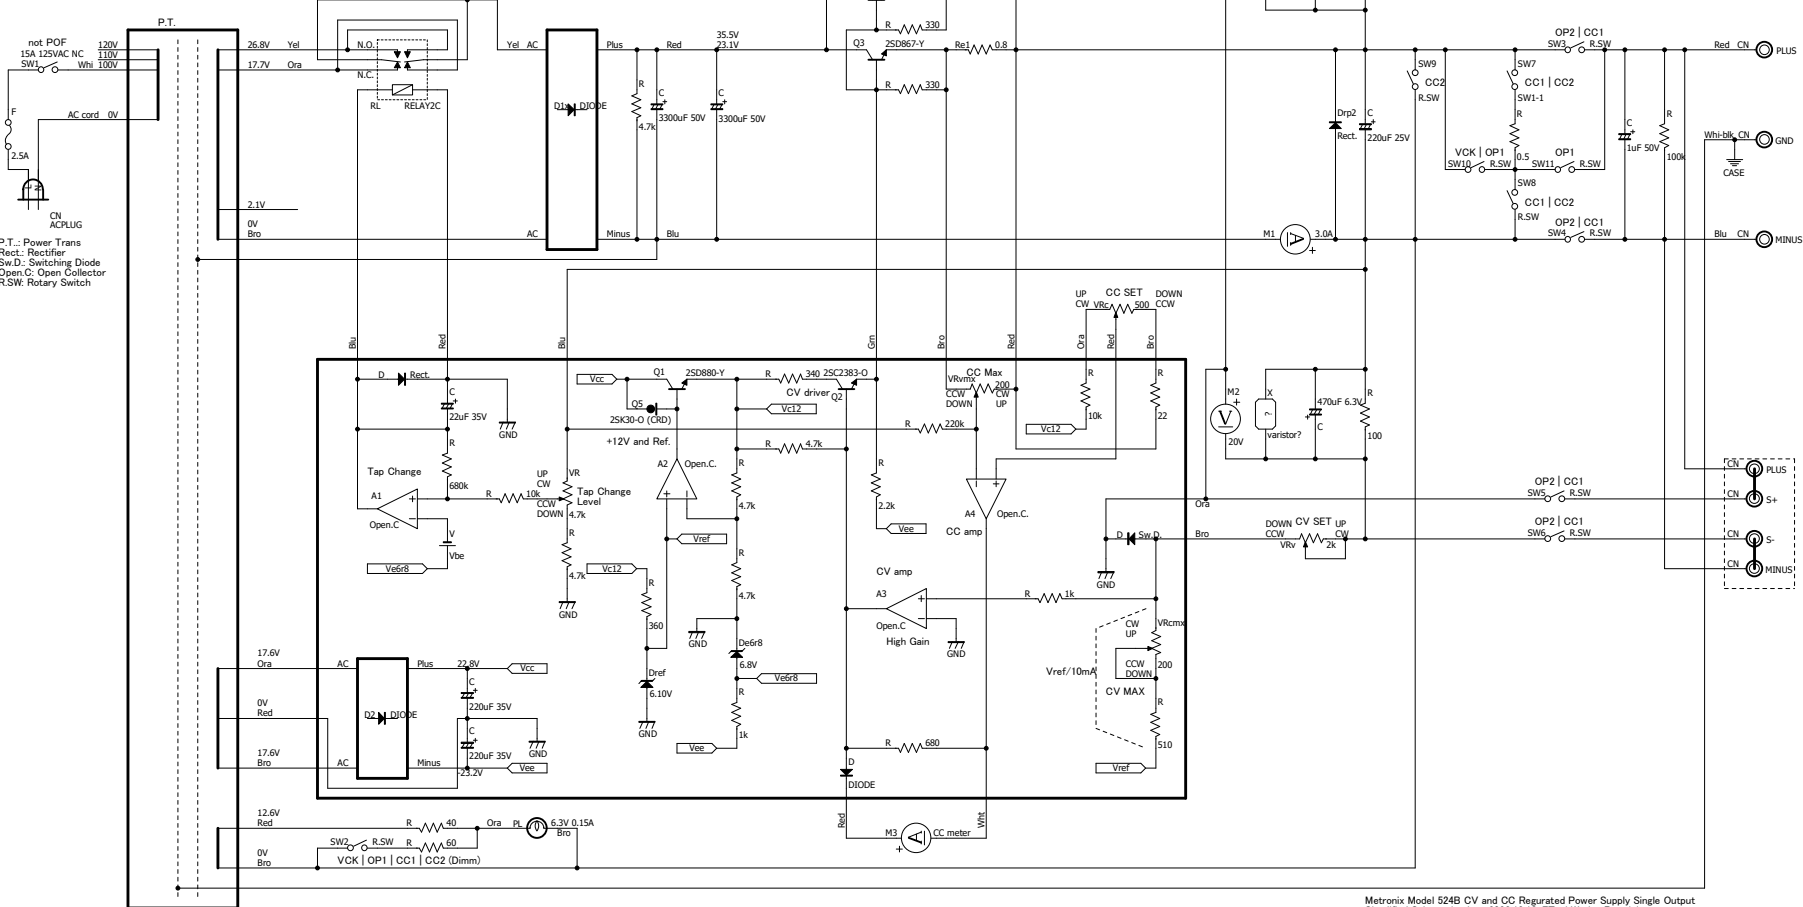 P.T.
not POF
15A 125VAC NC
SW1
Whi
120V
110V
100V
AC cord 0V
F
2.5A
L N
CN
ACPLUG
P.T.: Power Trans
Rect.: Rectifier
Sw.D.: Switching Diode
Open.C: Open Collector
R.SW: Rotary Switch
26.8V Yel
17.7V Ora
N.O.
N.C.
RL RELAY2C
2.1V
0V
Bro
Yel AC
AC
D1 DIODE
Plus
Minus
Red
Blu
R
4.7k
C
3300uF 50V
C
3300uF 50V
35.5V
23.1V
R 330
Q3 2SD867-Y
R 330
Re1 0.8
M1 A 3.0A
Drp2
Rect.
C
220uF 25V
SW9
CC2
R.SW
OP2 | CC1
SW3 R.SW
SW7
CC1 | CC2
SW1-1
R
0.5
VCK | OP1
SW10 R.SW
OP1
SW11 R.SW
SW8
CC1 | CC2
R.SW
OP2 | CC1
SW4 R.SW
C
1uF 50V
R
100k
Red CN PLUS
Whi-blk CN GND
CASE
Blu CN MINUS
Blu
Red
Blu
Grn
Bro
Red
Ora
Red
Bro
UP
CW
CC SET
VRc 500
DOWN
CCW
D Rect.
C
22uF 35V
GND
R
680k
Tap Change
A1
Open.C
R 10k
V
Vbe
Ve6r8
UP
CW
CCW
DOWN
VR
Tap Change
Level
4.7k
R
4.7k
GND
Vcc
Q1 2SD880-Y
Q5
2SK30-O (CRD)
+12V and Ref.
A2 Open.C.
R 340
2SC2383-O
CV driver Q2
Vc12
R 4.7k
R
4.7k
Vref
R
4.7k
Vc12
R
360
GND
De6r8
6.8V
Ve6r8
R
1k
Vee
Dref
6.10V
GND
R
2.2k
Vee
CC Max
VRvmx 200
CCW
DOWN
CW
UP
R 220k
R
10k
Vc12
R
22
A4 Open.C.
CC amp
CV amp
A3
Open.C
High Gain
GND
R 1k
D Sw.D.
GND
Ora
Bro
M2
V
20V
X
?
varistor?
470uF 6.3V
C
R
100
CW
UP
VRcmx
CCW
DOWN
200
CV MAX
Vref/10mA
R
510
Vref
DOWN
CCW
CV SET
UP
CW
VRv 2k
OP2 | CC1
SW5 R.SW
OP2 | CC1
SW6 R.SW
CN PLUS
CN S+
CN S-
CN MINUS
17.6V
Ora
0V
Red
17.6V
Bro
AC
AC
D2 DIODE
Plus
Minus
22.8V
Vcc
C
220uF 35V
C
220uF 35V
GND
-23.2V
Vee
R 680
D
DIODE
Red
Wht
M3 A CC meter
12.6V
Red
0V
Bro
R 40
Ora
PL
6.3V 0.15A
Bro
SW2 R.SW
R 60
VCK | OP1 | CC1 | CC2 (Dimm)
Metronix Model 524B CV and CC Regurated Power Supply Single Output